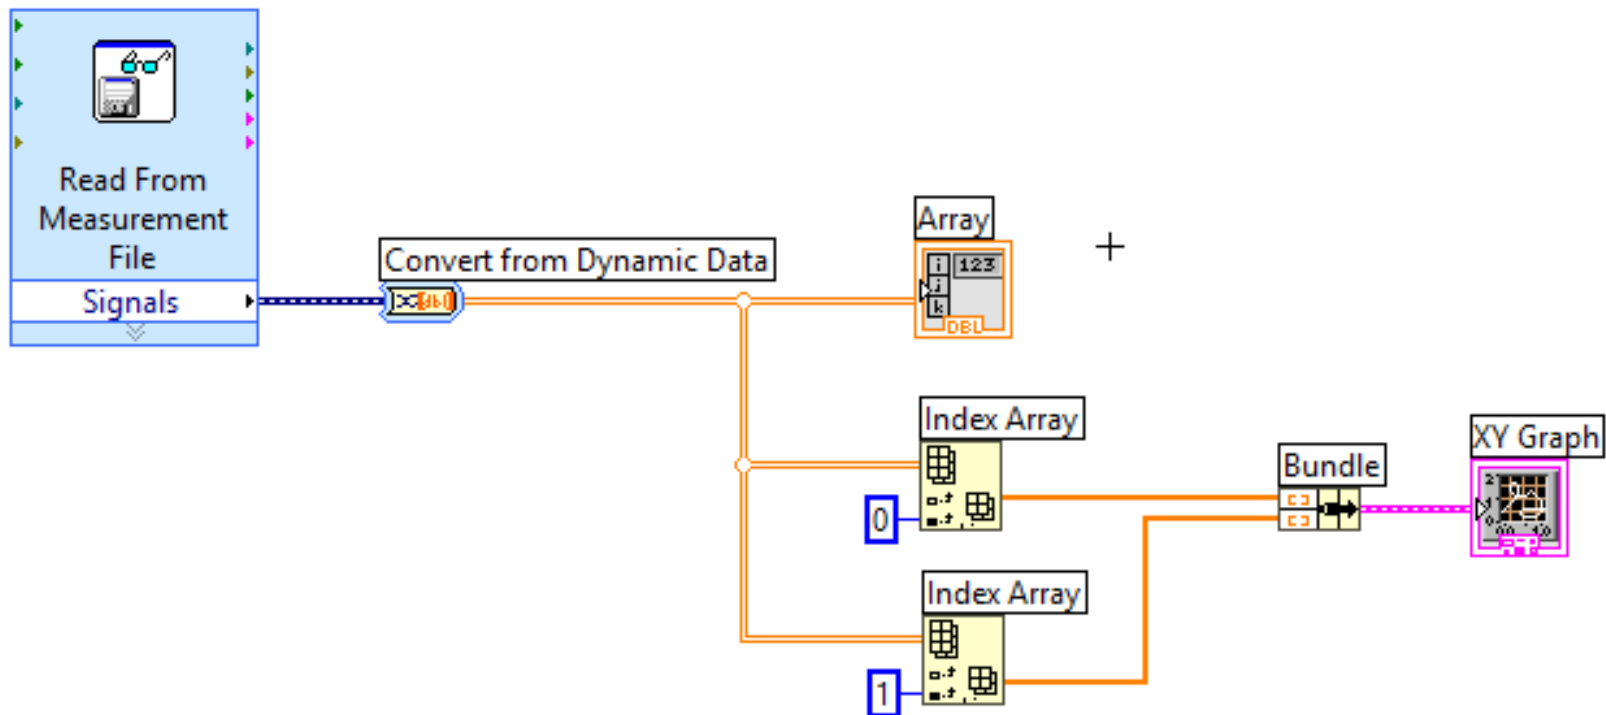 Read From
Measurement
File
Signals
Convert from Dynamic Data
Array
123
DBL
Index Array
0
Bundle
XY Graph
Index Array
1